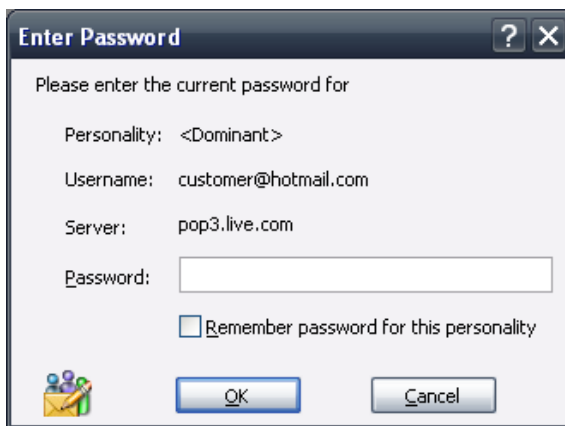 Enter Password
Please enter the current password for
Personality: <Dominant>
Username: customer@hotmail.com
Server: pop3.live.com
Password:
Remember password for this personality
OK Cancel